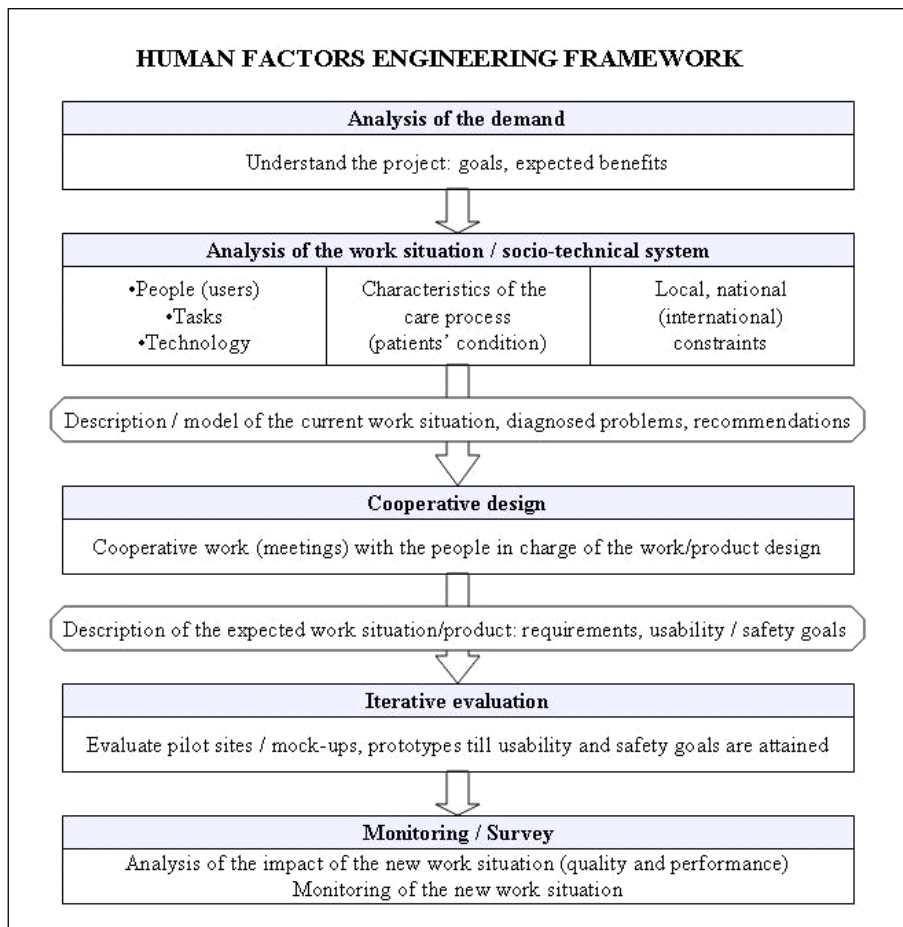 HUMAN FACTORS ENGINEERING FRAMEWORK
Analysis of the demand
Understand the project: goals, expected benefits
Analysis of the work situation / socio-technical system
•People (users)
•Tasks
•Technology
Characteristics of the
care process
(patients’ condition)
Local, national
(international)
constraints
Description / model of the current work situation, diagnosed problems, recommendations
Cooperative design
Cooperative work (meetings) with the people in charge of the work/product design
Description of the expected work situation/product: requirements, usability / safety goals
Iterative evaluation
Evaluate pilot sites / mock-ups, prototypes till usability and safety goals are attained
Monitoring / Survey
Analysis of the impact of the new work situation (quality and performance)
Monitoring of the new work situation